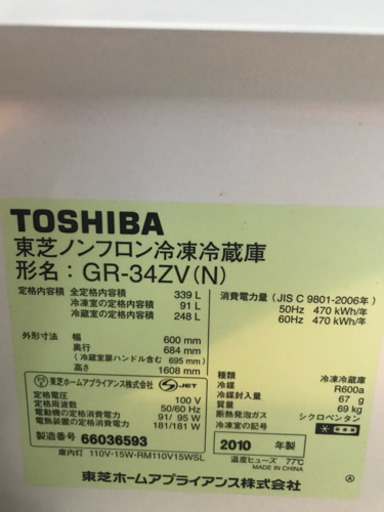 TOSHIBA
東芝ノンフロン冷凍冷蔵庫
形名：GR-34ZV(N)
定格内容積 全定格内容積 339 L
冷凍室の定格内容積 91 L
冷蔵室の定格内容積 248 L
外形寸法 幅 600 mm
奥行 684 mm
(冷蔵室扉ハンドル含む 695 mm)
高さ 1608 mm
東芝ホームアプライアンス株式会社 JET
定格電圧 100 V
定格周波数 50/60 Hz
電動機の定格消費電力 91/ 95 W
電熱装置の定格消費電力 181/181 W
製造番号 66036593
庫内灯 110V･15W･RM110V15WSL
消費電力量 (JIS C 9801-2006年)
50Hz 470 kWh/年
60Hz 470 kWh/年
種類 冷凍冷蔵庫
冷媒 R600a
冷媒封入量 67 g
質量 69 kg
断熱発泡ガス シクロペンタン
冷凍室の記号
2010 年製
温度ヒューズ 77℃
MADE IN CHINA
東芝ホームアプライアンス株式会社